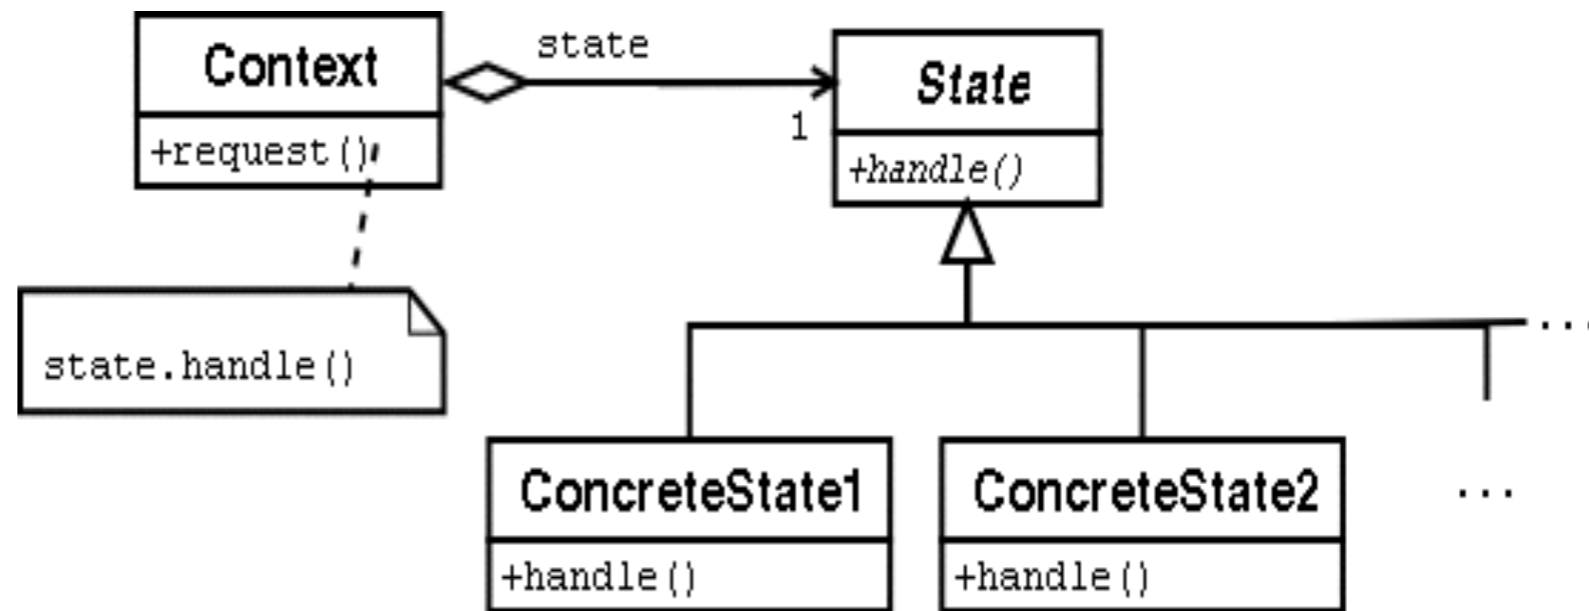 Context
+request()
state
1
State
+handle()
state.handle()
...
ConcreteState1
+handle()
ConcreteState2
+handle()
...